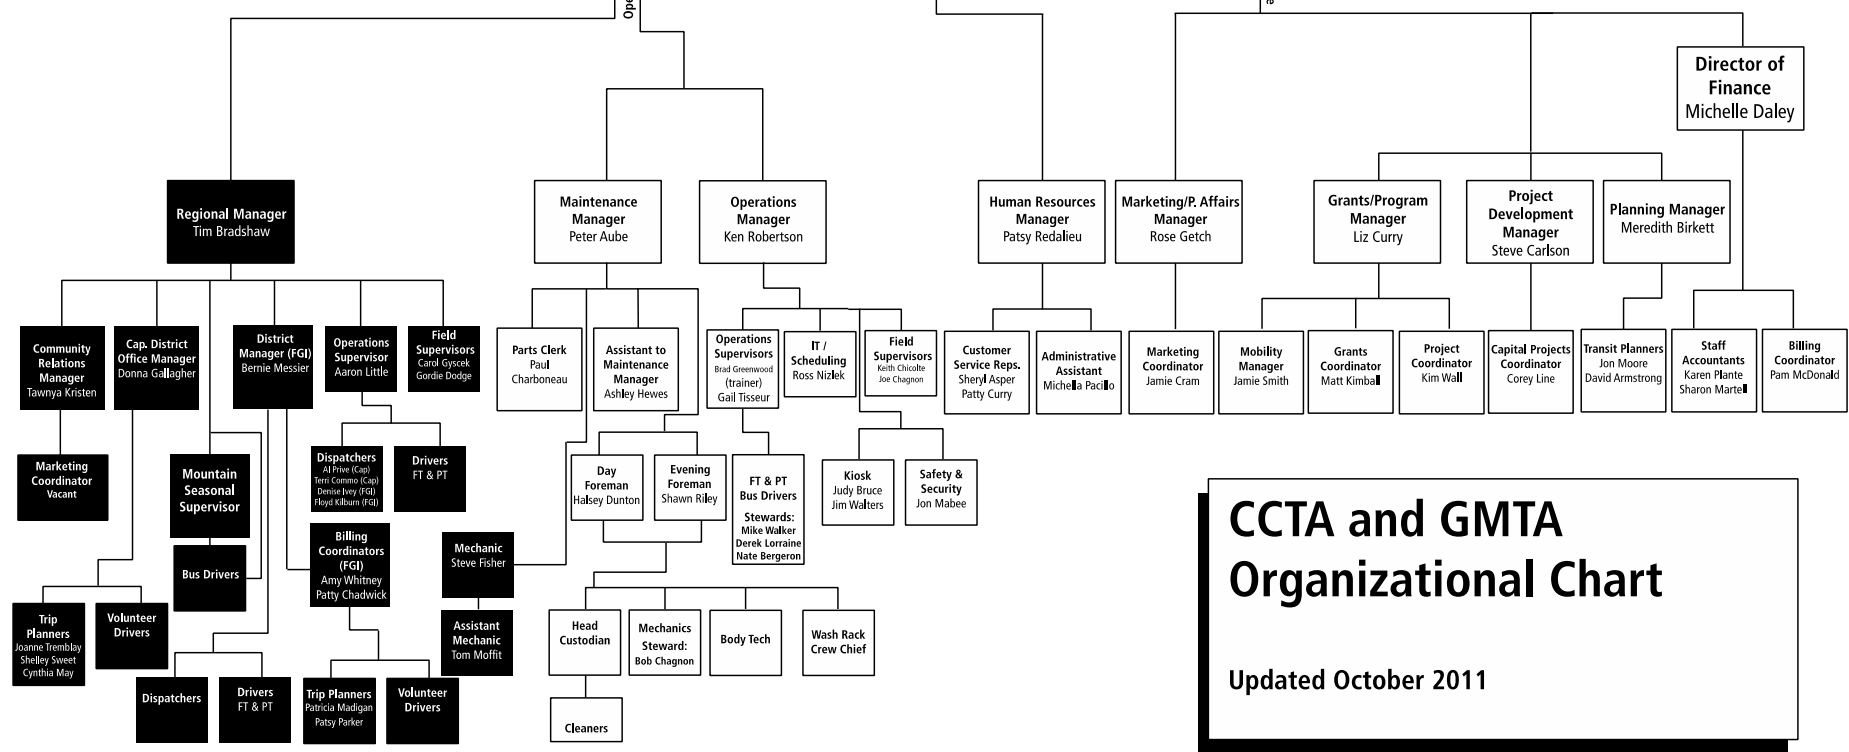 Ope
e
Director of
Finance
Michelle Daley
Regional Manager
Tim Bradshaw
Maintenance
Manager
Peter Aube
Operations
Manager
Ken Robertson
Human Resources
Manager
Patsy Redalieu
Marketing/P. Affairs
Manager
Rose Getch
Grants/Program
Manager
Liz Curry
Project
Development
Manager
Steve Carlson
Planning Manager
Meredith Birkett
Community
Relations
Manager
Tawnya Kristen
Cap. District
Office Manager
Donna Gallagher
District
Manager (FGI)
Bernie Messier
Operations
Supervisor
Aaron Little
Field
Supervisors
Carol Gyscek
Gordie Dodge
Parts Clerk
Paul
Charboneau
Assistant to
Maintenance
Manager
Ashley Hewes
Operations
Supervisors
Brad Greenwood
(trainer)
Gail Tisseur
IT /
Scheduling
Ross Nizlek
Field
Supervisors
Keith Chicolte
Joe Chagnon
Customer
Service Reps.
Sheryl Asper
Patty Curry
Administrative
Assistant
Michella Pacillo
Marketing
Coordinator
Jamie Cram
Mobility
Manager
Jamie Smith
Grants
Coordinator
Matt Kimball
Project
Coordinator
Kim Wall
Capital Projects
Coordinator
Corey Line
Transit Planners
Jon Moore
David Armstrong
Staff
Accountants
Karen Plante
Sharon Martell
Billing
Coordinator
Pam McDonald
Marketing
Coordinator
Vacant
Mountain
Seasonal
Supervisor
Dispatchers
Al Prive (Cap)
Terri Commo (Cap)
Denise Ivey (FGI)
Floyd Kilburn (FGI)
Drivers
FT & PT
Day
Foreman
Halsey Dunton
Evening
Foreman
Shawn Riley
FT & PT
Bus Drivers
Stewards:
Mike Walker
Derek Lorraine
Nate Bergeron
Kiosk
Judy Bruce
Jim Walters
Safety &
Security
Jon Mabee
Bus Drivers
Billing
Coordinators
(FGI)
Amy Whitney
Patty Chadwick
Mechanic
Steve Fisher
Trip
Planners
Joanne Tremblay
Shelley Sweet
Cynthia May
Volunteer
Drivers
Assistant
Mechanic
Tom Moffit
Head
Custodian
Mechanics
Steward:
Bob Chagnon
Body Tech
Wash Rack
Crew Chief
Dispatchers
Drivers
FT & PT
Trip Planners
Patricia Madigan
Patsy Parker
Volunteer
Drivers
Cleaners
CCTA and GMTA
Organizational Chart
Updated October 2011